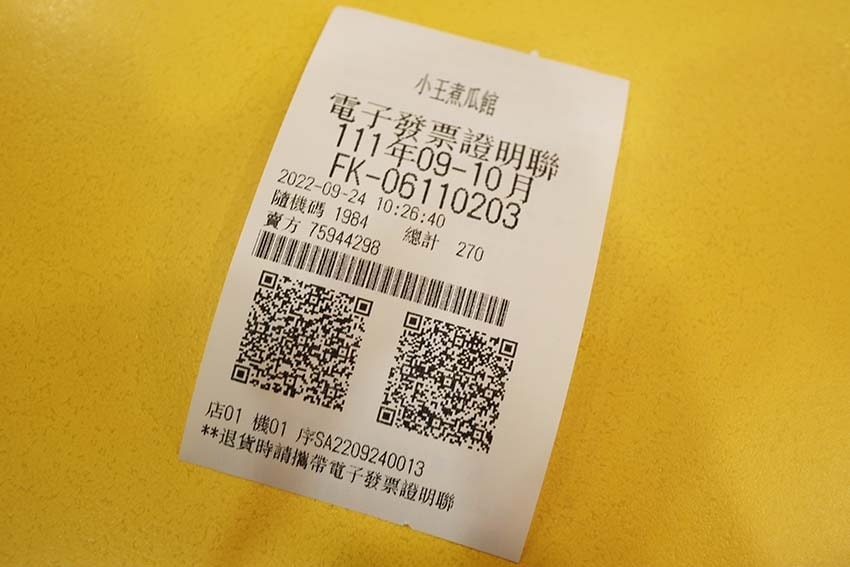 小王煮瓜館
電子發票證明聯
111年09-10月
FK-06110203
2022-09-24 10:26:40
隨機碼 1984 總計 270
賣方 75944298
店01 機01 序SA2209240013
**退貨時請攜帶電子發票證明聯